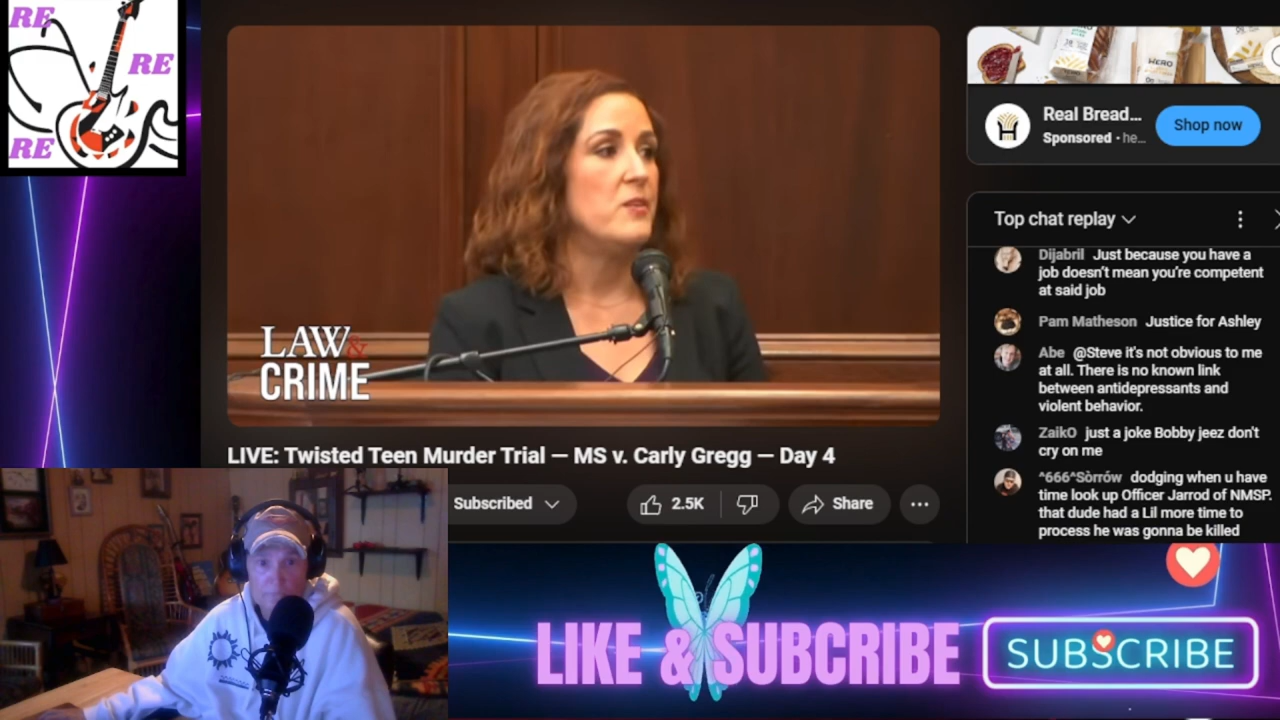 RE
RE
RE
LAW &
CRIME
LIVE: Twisted Teen Murder Trial — MS v. Carly Gregg — Day 4
Subscribed
2.5K
Share
HERO
Real Bread...
Sponsored • he...
Shop now
Top chat replay
Dijabril Just because you have a
job doesn't mean you're competent
at said job
Pam Matheson Justice for Ashley
Abe @Steve it's not obvious to me
at all. There is no known link
between antidepressants and
violent behavior.
ZaikO just a joke Bobby jeez don't
cry on me
^666^Sòrrów dodging when u have
time look up Officer Jarrod of NMSP.
that dude had a Lil more time to
process he was gonna be killed
LIKE & SUBCRIBE
SUBSCRIBE